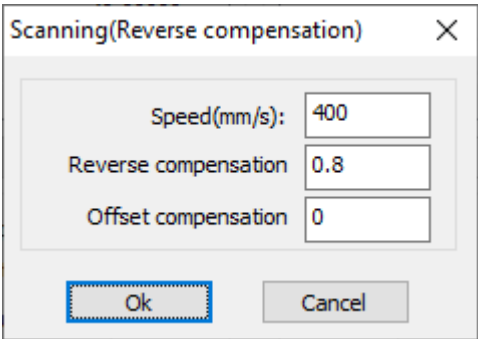 Scanning(Reverse compensation)
Speed(mm/s): 400
Reverse compensation 0.8
Offset compensation 0
Ok Cancel